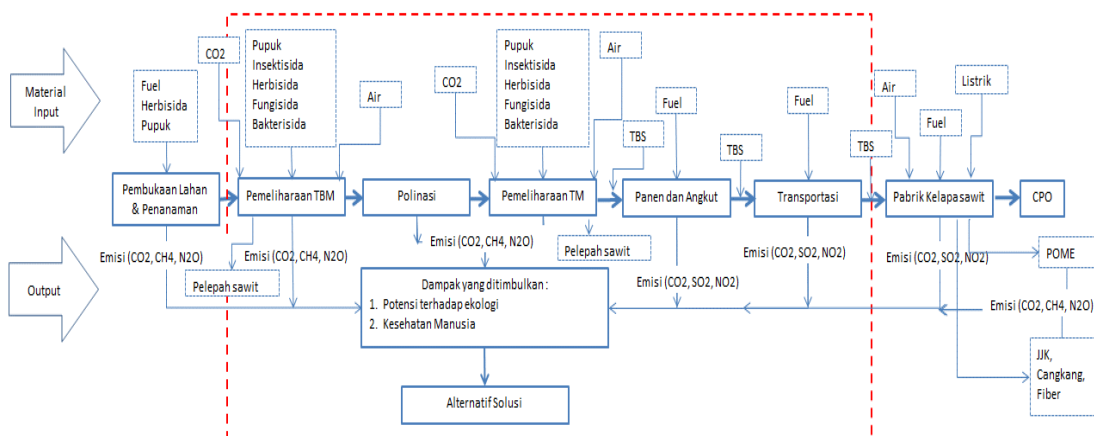 Material
Input
Output
CO2
Fuel
Herbisida
Pupuk
Pupuk
Insektisida
Herbisida
Fungisida
Bakterisida
Air
CO2
Pupuk
Insektisida
Herbisida
Fungisida
Bakterisida
Air
TBS
Fuel
TBS
Fuel
TBS
Air
Fuel
Listrik
Pembukaan Lahan
& Penanaman
Pemeliharaan TBM
Polinasi
Pemeliharaan TM
Panen dan Angkut
Transportasi
Pabrik Kelapa sawit
CPO
Emisi (CO2, CH4, N2O)
Pelepah sawit
Emisi (CO2, CH4, N2O)
Emisi (CO2, CH4, N2O)
Pelepah sawit
Emisi (CO2, SO2, NO2)
Emisi (CO2, SO2, NO2)
Emisi (CO2, SO2, NO2)
POME
Emisi (CO2, CH4, N2O)
JJK,
Cangkang,
Fiber
Dampak yang ditimbulkan :
1. Potensi terhadap ekologi
2. Kesehatan Manusia
Alternatif Solusi